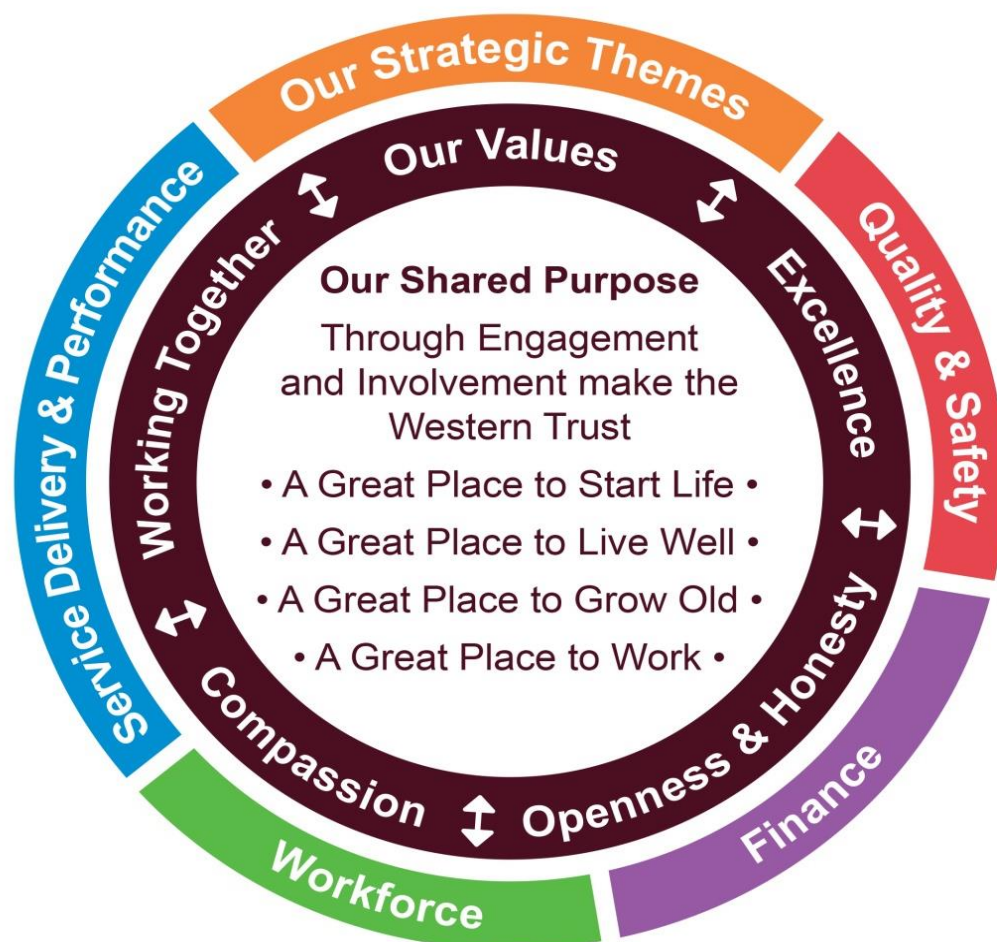 Our Strategic Themes
Quality & Safety
Finance
Workforce
Service Delivery & Performance
Our Values
Excellence
Openness & Honesty
Compassion
Working Together
Our Shared Purpose
Through Engagement
and Involvement make the
Western Trust
• A Great Place to Start Life •
• A Great Place to Live Well •
• A Great Place to Grow Old •
• A Great Place to Work •